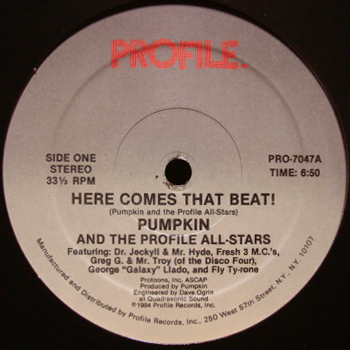 PROFILE.
SIDE ONE
STEREO
33⅓ RPM
PRO-7047A
TIME: 6:50
HERE COMES THAT BEAT!
(Pumpkin and the Profile All-Stars)
PUMPKIN
AND THE PROFILE ALL-STARS
Featuring: Dr. Jeckyll & Mr. Hyde, Fresh 3 M.C.'s,
Greg G. & Mr. Troy (of the Disco Four),
George "Galaxy" Llado, and Fly Ty-rone
Protoons, Inc. ASCAP
Produced by Pumpkin
Engineered by Dave Ogrin
at Quadrasonic Sound
©1984 Profile Records, Inc.
Manufactured and Distributed by Profile Records, Inc., 250 West 57th Street, N.Y., N.Y. 10107